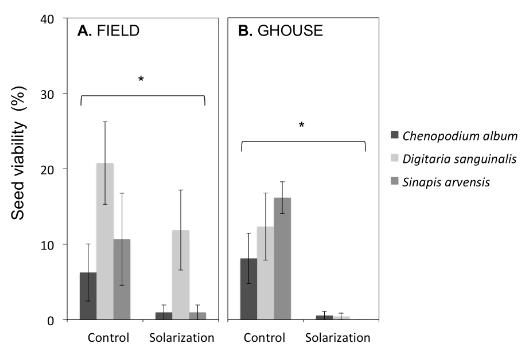 A. FIELD
B. GHOUSE
40
30
20
10
0
Seed viability (%)
*
*
Control
Solarization
Control
Solarization
Chenopodium album
Digitaria sanguinalis
Sinapis arvensis